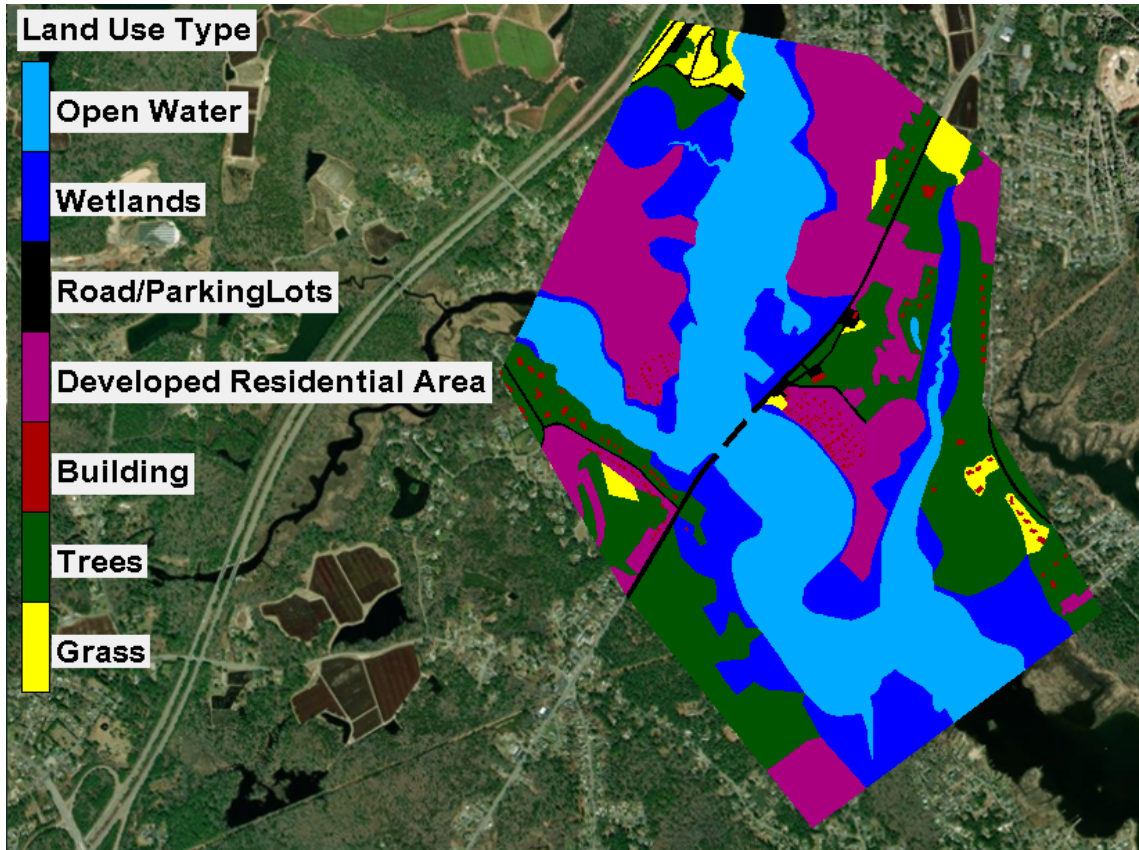 Land Use Type
Open Water
Wetlands
Road/ParkingLots
Developed Residential Area
Building
Trees
Grass